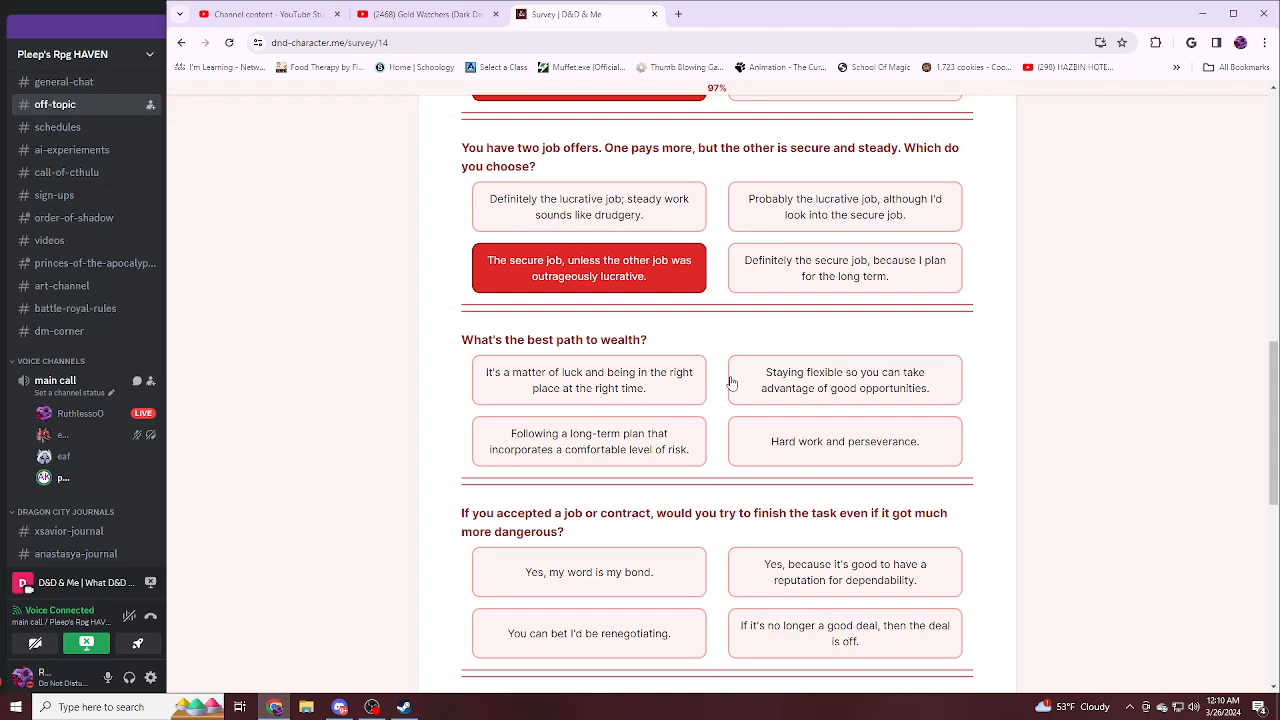 Pleep's Rpg HAVEN
general-chat
off-topic
schedules
ai-experiements
call-of-cthulu
sign-ups
order-of-shadow
videos
princes-of-the-apocalyp...
art-channel
battle-royal-rules
dm-corner
VOICE CHANNELS
main call
Set a channel status
RuthlessoO
LIVE
e...
eaf
p...
DRAGON CITY JOURNALS
xsavior-journal
anastasya-journal
D&D & Me | What D&D ...
Voice Connected
main call / Pleep's Rpg HAV...
R...
Do Not Disturb
Channel content - YouTube Stu
(2468) Gold Watchers (Dark De
Survey | D&D & Me
dnd-character.me/survey/14
I'm Learning - Netw...
Food Therapy by Fi...
Home | Schoology
Select a Class
Muffet.exe (Official...
Thumb Blowing Ga...
Animation - The Cur...
School Of Magic
1,723 cookies - Coo...
(298) HAZBIN HOTE...
All Bookmarks
97%
You have two job offers. One pays more, but the other is secure and steady. Which do
you choose?
Definitely the lucrative job; steady work
sounds like drudgery.
Probably the lucrative job, although I'd
look into the secure job.
The secure job, unless the other job was
outrageously lucrative.
Definitely the secure job, because I plan
for the long term.
What's the best path to wealth?
It's a matter of luck and being in the right
place at the right time.
Staying flexible so you can take
advantage of good opportunities.
Following a long-term plan that
incorporates a comfortable level of risk.
Hard work and perseverance.
If you accepted a job or contract, would you try to finish the task even if it got much
more dangerous?
Yes, my word is my bond.
Yes, because it's good to have a
reputation for dependability.
You can bet I'd be renegotiating.
If it's no longer a good deal, then the deal
is off.
Type here to search
53°F Cloudy
12:10 AM
3/26/2024